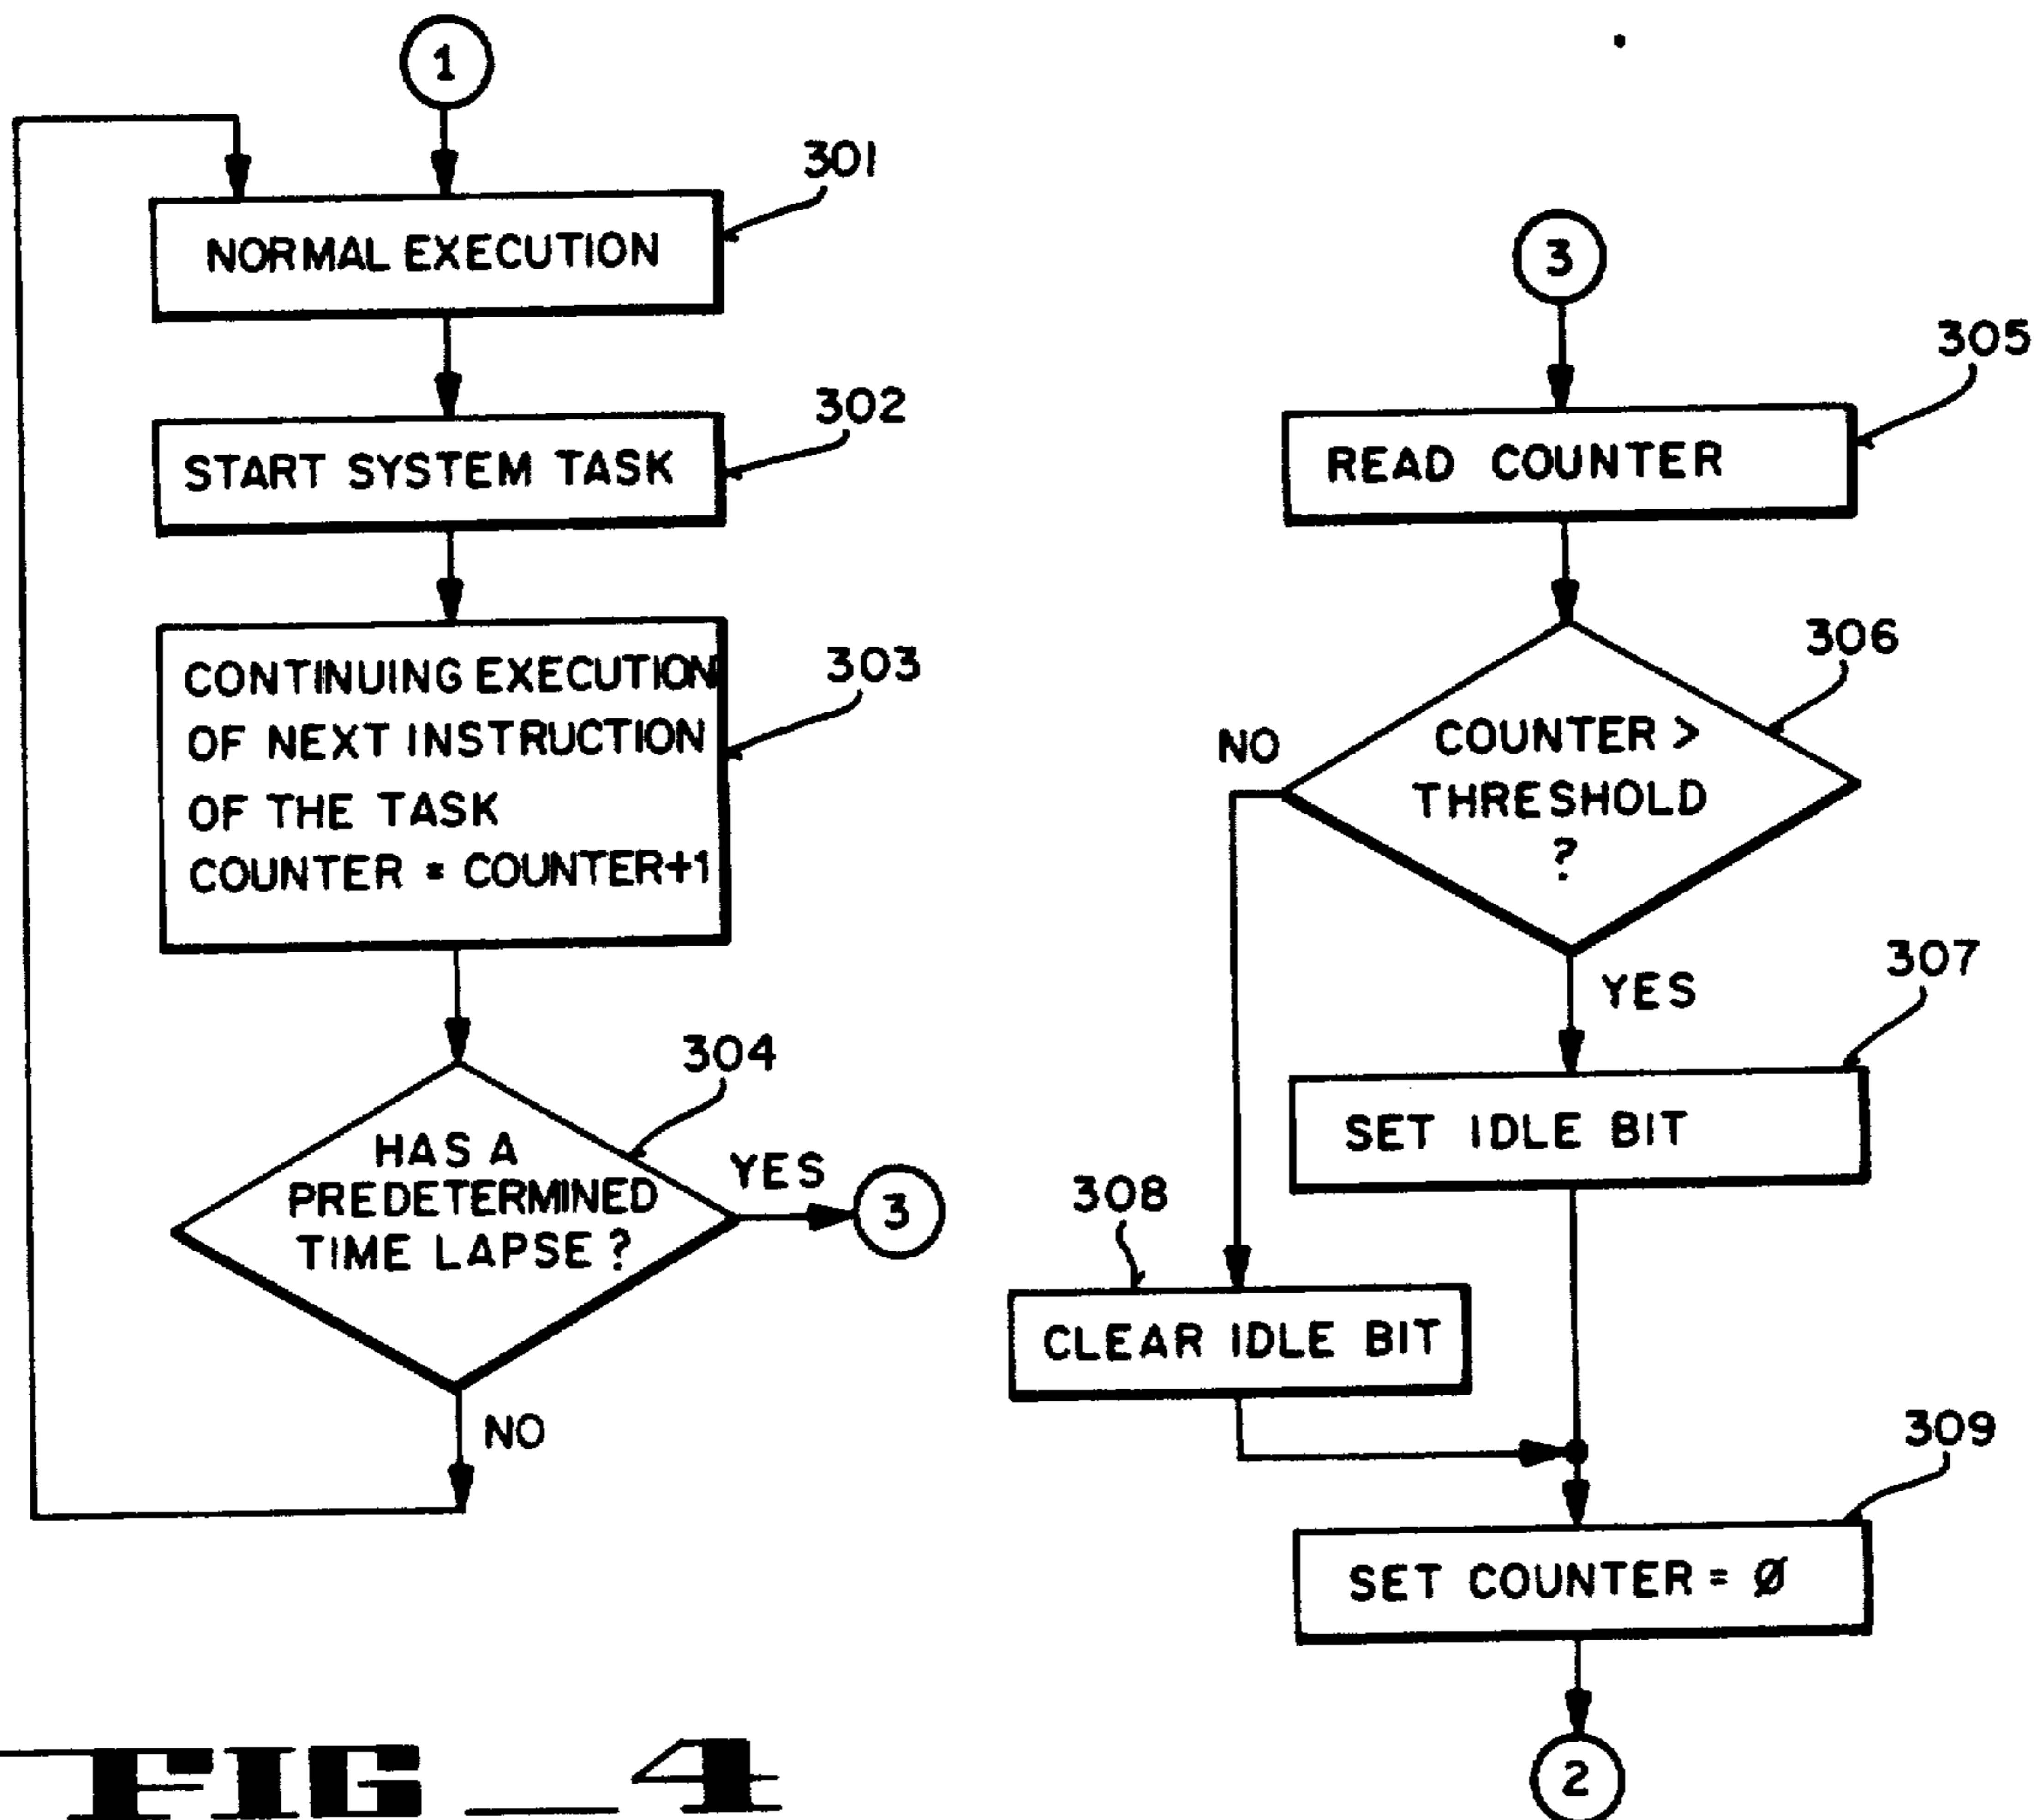 1
301
NORMAL EXECUTION
302
START SYSTEM TASK
303
CONTINUING EXECUTION
OF NEXT INSTRUCTION
OF THE TASK
COUNTER = COUNTER+1
304
HAS A
PREDETERMINED
TIME LAPSE ?
YES
3
NO
3
305
READ COUNTER
306
COUNTER >
THRESHOLD
?
NO
YES
307
SET IDLE BIT
308
CLEAR IDLE BIT
309
SET COUNTER = Ø
2
FIG_4